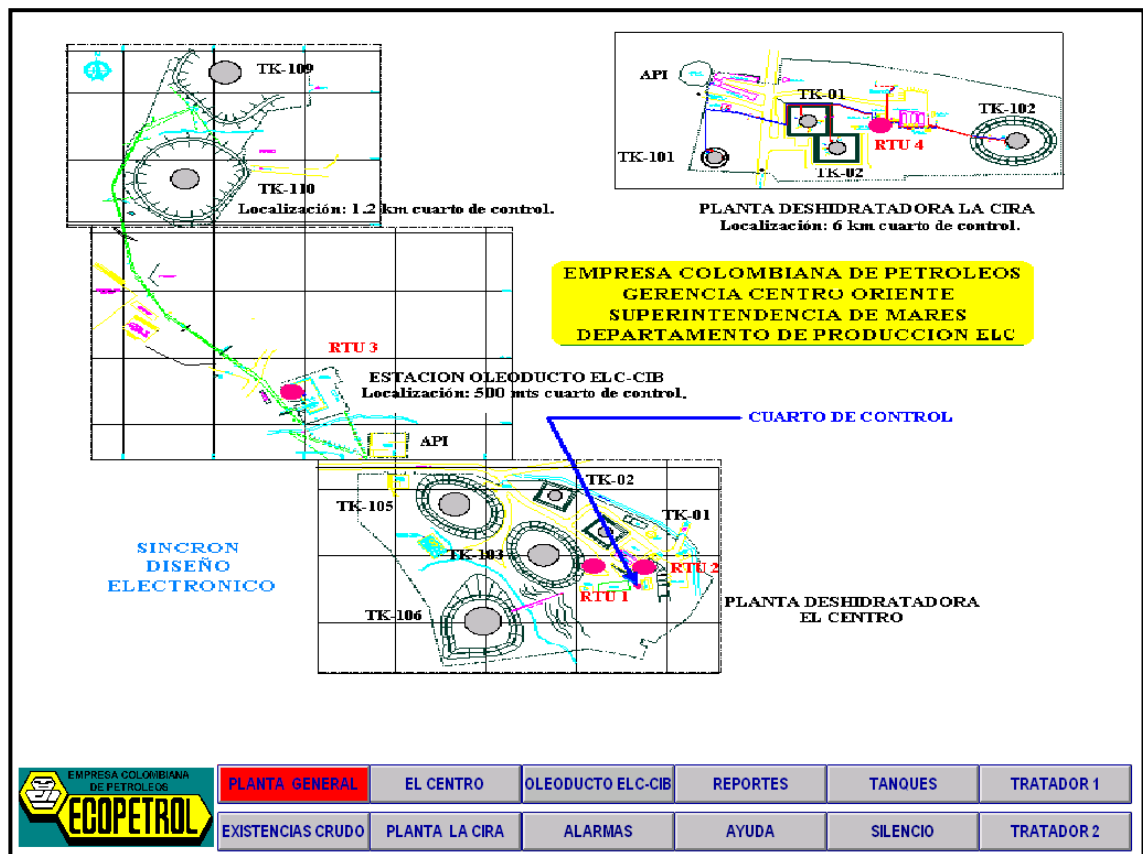 TK-109
TK-110
Localización: 1.2 km cuarto de control.
API
TK-01
TK-102
RTU 4
TK-101
TK-02
PLANTA DESHIDRATADORA LA CIRA
Localización: 6 km cuarto de control.
EMPRESA COLOMBIANA DE PETROLEOS
GERENCIA CENTRO ORIENTE
SUPERINTENDENCIA DE MARES
DEPARTAMENTO DE PRODUCCION ELC
RTU 3
ESTACION OLEODUCTO ELC-CIB
Localización: 500 mts cuarto de control.
API
CUARTO DE CONTROL
TK-02
TK-105
TK-01
TK-103
RTU 2
RTU 1
TK-106
PLANTA DESHIDRATADORA
EL CENTRO
SINCRON
DISEÑO
ELECTRONICO
EMPRESA COLOMBIANA
DE PETROLEOS
ECOPETROL
PLANTA GENERAL
EL CENTRO
OLEODUCTO ELC-CIB
REPORTES
TANQUES
TRATADOR 1
EXISTENCIAS CRUDO
PLANTA LA CIRA
ALARMAS
AYUDA
SILENCIO
TRATADOR 2